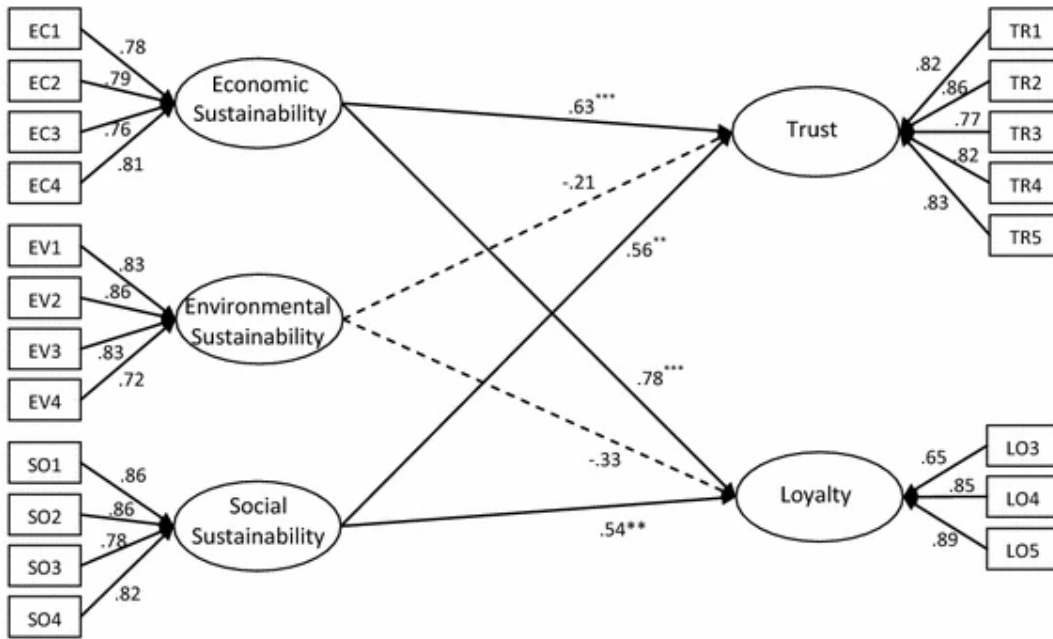 EC1
.78
EC2
.79
EC3
.76
EC4
.81
Economic
Sustainability
EV1
.83
EV2
.86
EV3
.83
EV4
.72
Environmental
Sustainability
SO1
.86
SO2
.86
SO3
.78
SO4
.82
Social
Sustainability
.63***
-.21
.56**
.78***
-.33
.54**
Trust
TR1
.82
TR2
.86
TR3
.77
TR4
.82
TR5
.83
Loyalty
LO3
.65
LO4
.85
LO5
.89